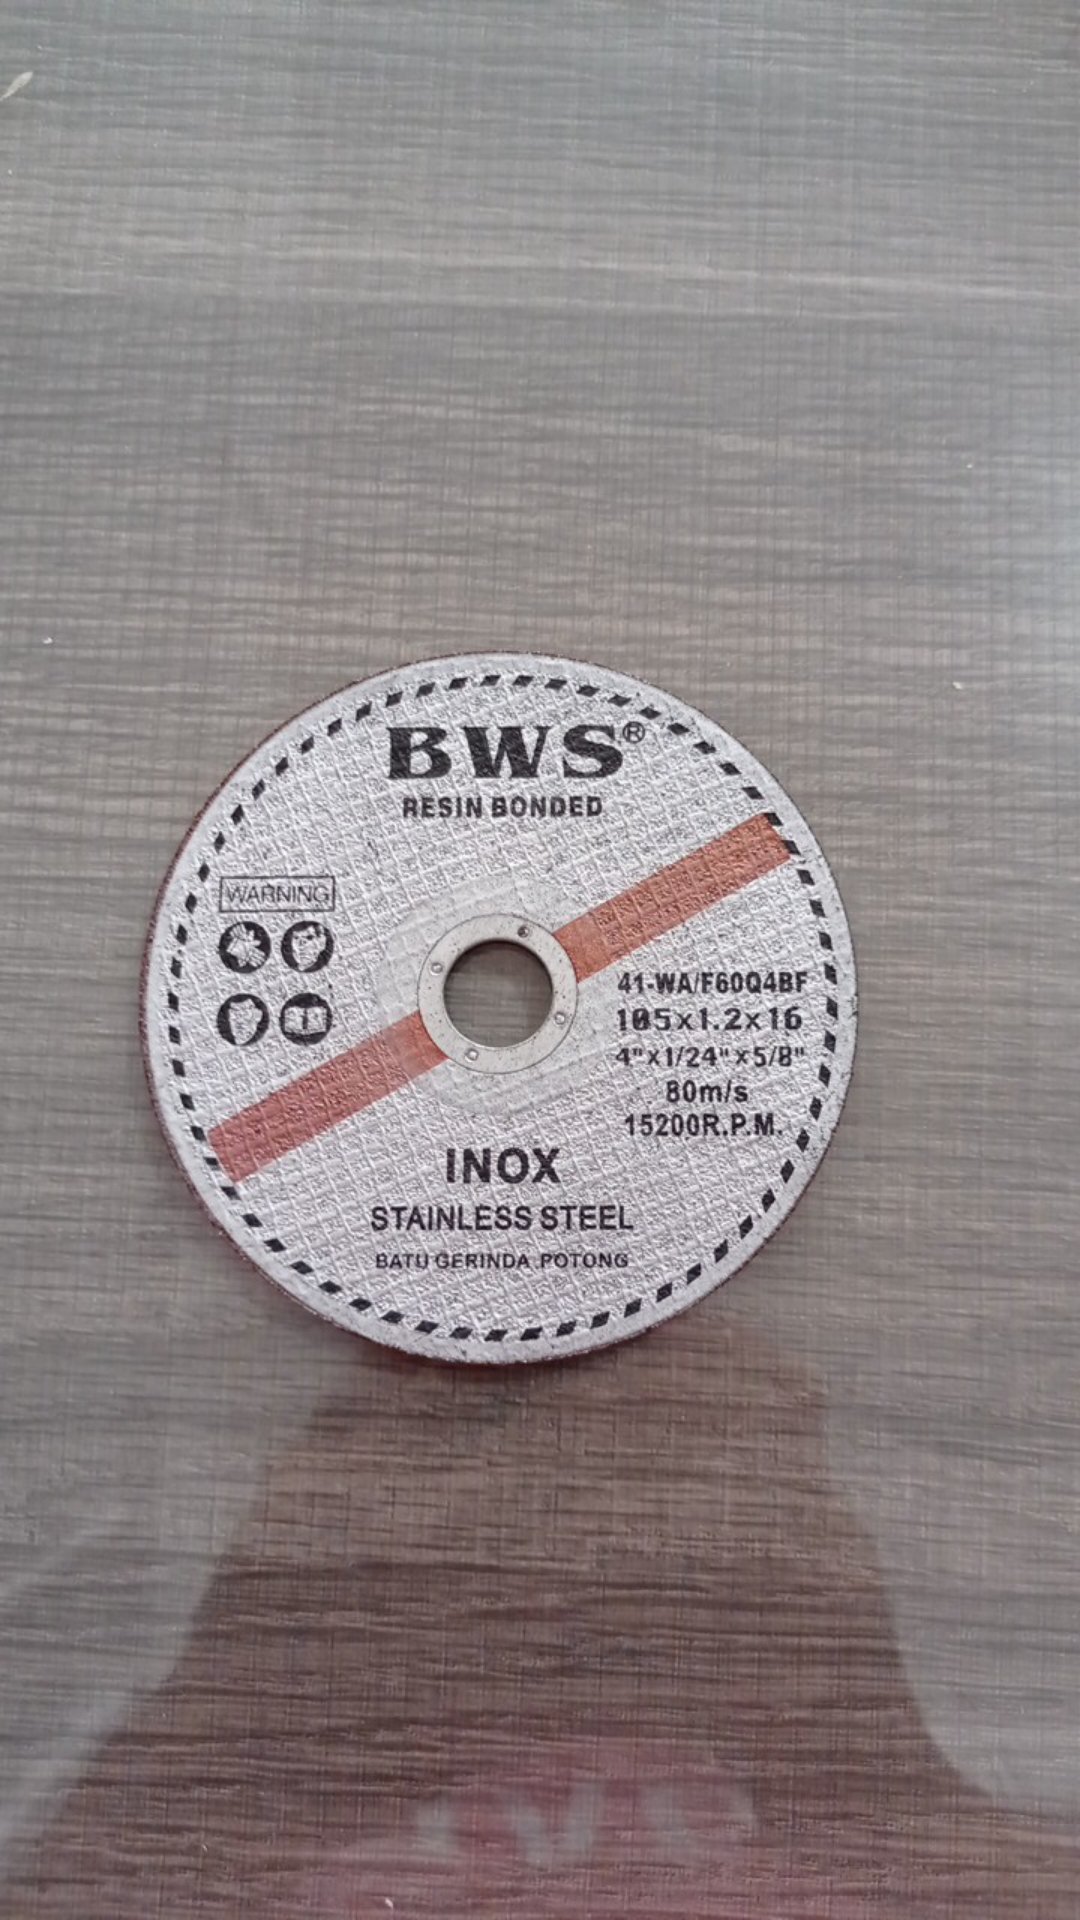 BWS®
RESIN BONDED
WARNING
41-WA/F60Q4BF
105x1.2x16
4"x1/24"x5/8"
80m/s
15200R.P.M.
INOX
STAINLESS STEEL
BATU GERINDA POTONG